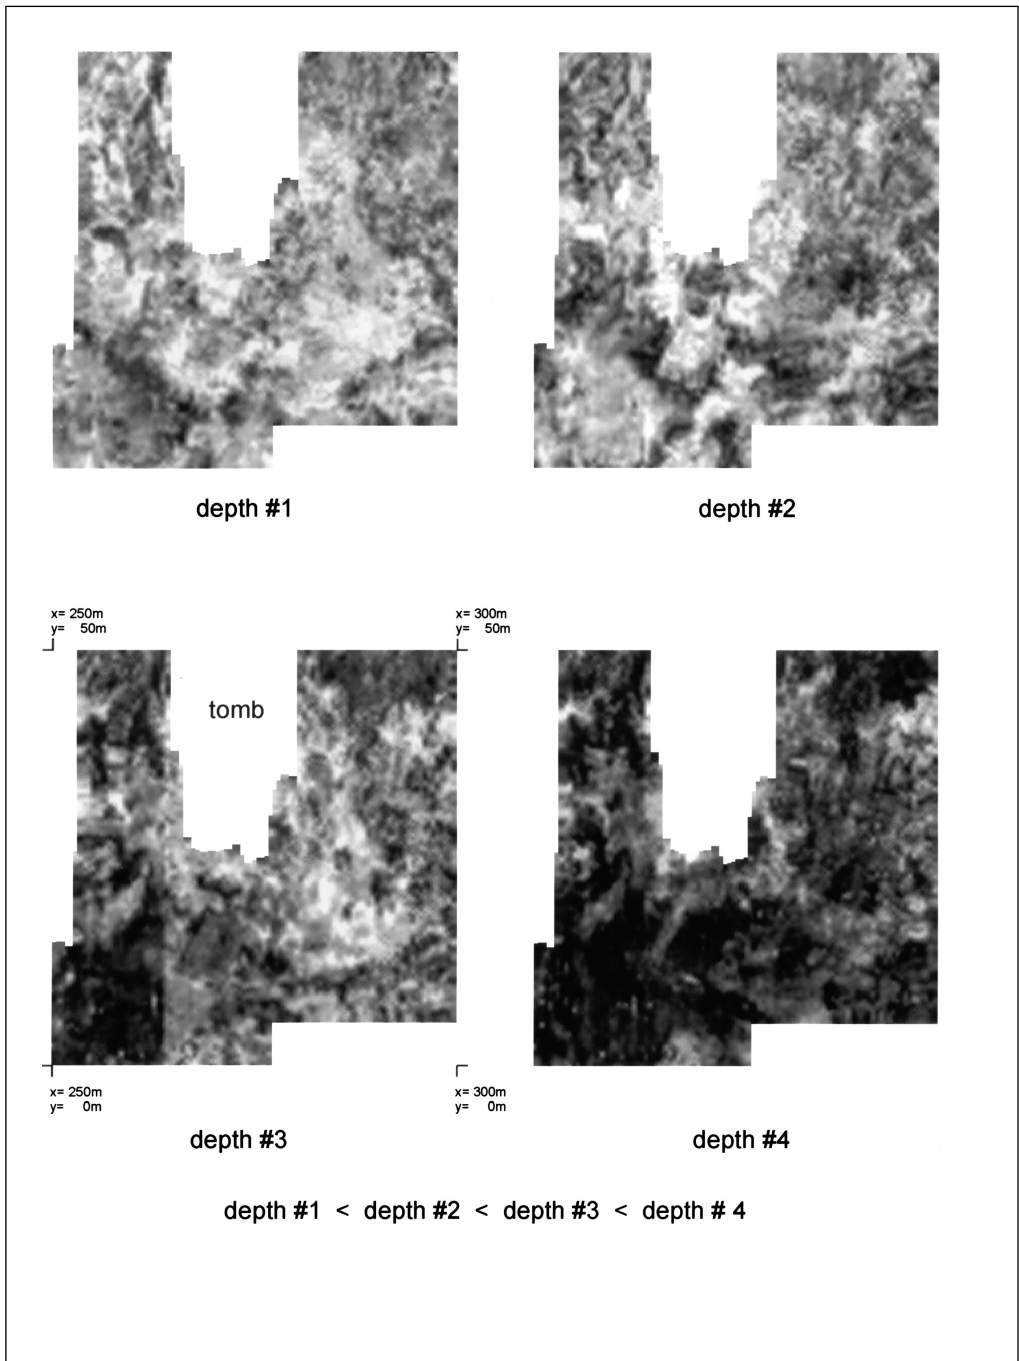 depth #1
depth #2
x= 250m
y= 50m
x= 300m
y= 50m
tomb
x= 250m
y= 0m
x= 300m
y= 0m
depth #3
depth #4
depth #1 < depth #2 < depth #3 < depth # 4